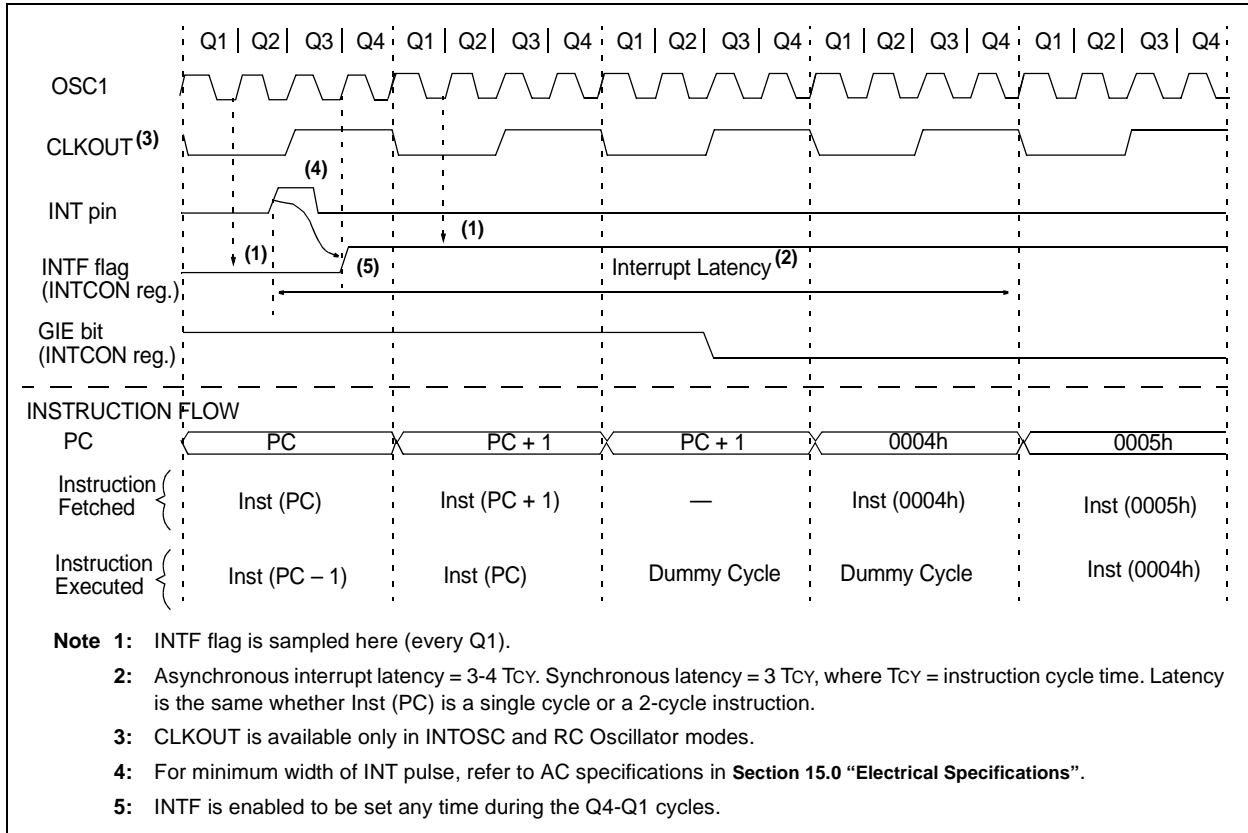 Q1 | Q2 | Q3 | Q4 Q1 | Q2 | Q3 | Q4 Q1 | Q2 | Q3 | Q4 Q1 | Q2 | Q3 | Q4 Q1 | Q2 | Q3 | Q4
OSC1
CLKOUT (3)
(4)
INT pin
(1)
(1)
(5)
INTF flag
(INTCON reg.)
Interrupt Latency (2)
GIE bit
(INTCON reg.)
INSTRUCTION FLOW
PC PC PC + 1 PC + 1 0004h 0005h
Instruction
Fetched
Inst (PC) Inst (PC + 1) — Inst (0004h) Inst (0005h)
Instruction
Executed
Inst (PC – 1) Inst (PC) Dummy Cycle Dummy Cycle Inst (0004h)
Note 1: INTF flag is sampled here (every Q1).
2: Asynchronous interrupt latency = 3-4 TCY. Synchronous latency = 3 TCY, where TCY = instruction cycle time. Latency
is the same whether Inst (PC) is a single cycle or a 2-cycle instruction.
3: CLKOUT is available only in INTOSC and RC Oscillator modes.
4: For minimum width of INT pulse, refer to AC specifications in Section 15.0 “Electrical Specifications”.
5: INTF is enabled to be set any time during the Q4-Q1 cycles.